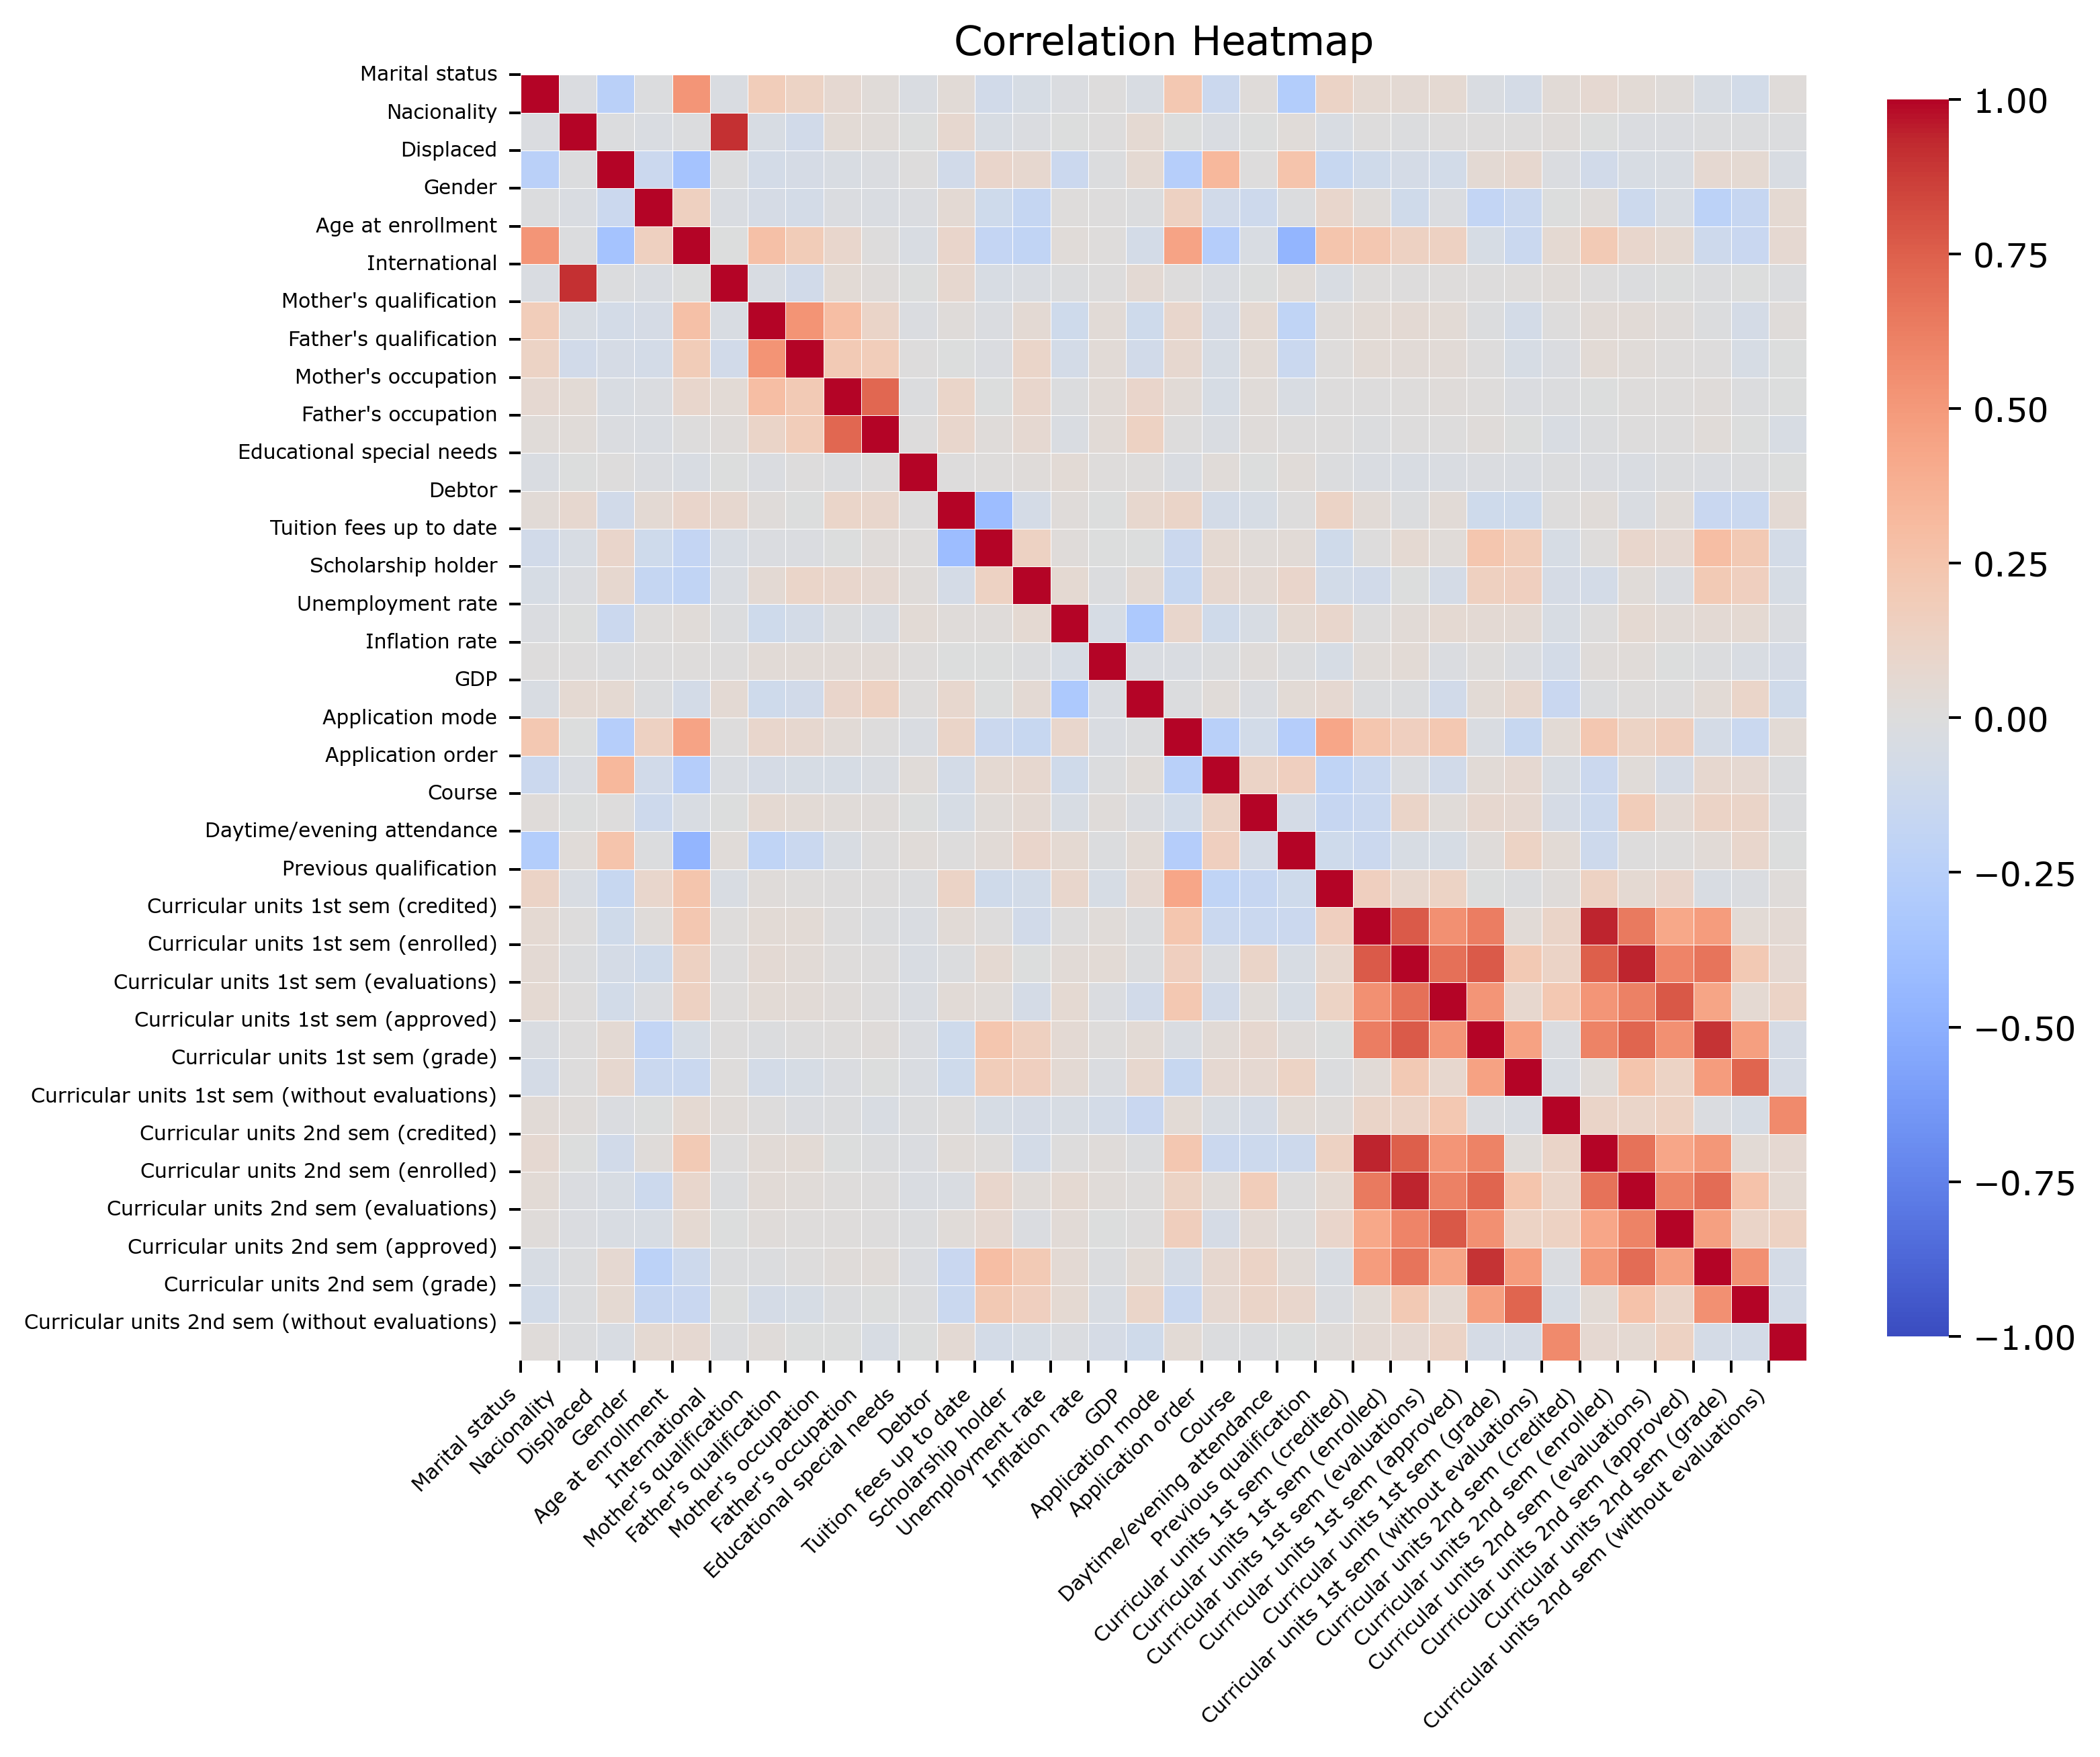 Correlation Heatmap
Marital status
Nacionality
Displaced
Gender
Age at enrollment
International
Mother's qualification
Father's qualification
Mother's occupation
Father's occupation
Educational special needs
Debtor
Tuition fees up to date
Scholarship holder
Unemployment rate
Inflation rate
GDP
Application mode
Application order
Course
Daytime/evening attendance
Previous qualification
Curricular units 1st sem (credited)
Curricular units 1st sem (enrolled)
Curricular units 1st sem (evaluations)
Curricular units 1st sem (approved)
Curricular units 1st sem (grade)
Curricular units 1st sem (without evaluations)
Curricular units 2nd sem (credited)
Curricular units 2nd sem (enrolled)
Curricular units 2nd sem (evaluations)
Curricular units 2nd sem (approved)
Curricular units 2nd sem (grade)
Curricular units 2nd sem (without evaluations)
Marital status
Nacionality
Displaced
Gender
Age at enrollment
International
Mother's qualification
Father's qualification
Mother's occupation
Father's occupation
Educational special needs
Debtor
Tuition fees up to date
Scholarship holder
Unemployment rate
Inflation rate
GDP
Application mode
Application order
Course
Daytime/evening attendance
Previous qualification
Curricular units 1st sem (credited)
Curricular units 1st sem (enrolled)
Curricular units 1st sem (evaluations)
Curricular units 1st sem (approved)
Curricular units 1st sem (grade)
Curricular units 1st sem (without evaluations)
Curricular units 2nd sem (credited)
Curricular units 2nd sem (enrolled)
Curricular units 2nd sem (evaluations)
Curricular units 2nd sem (approved)
Curricular units 2nd sem (grade)
Curricular units 2nd sem (without evaluations)
1.00
0.75
0.50
0.25
0.00
−0.25
−0.50
−0.75
−1.00